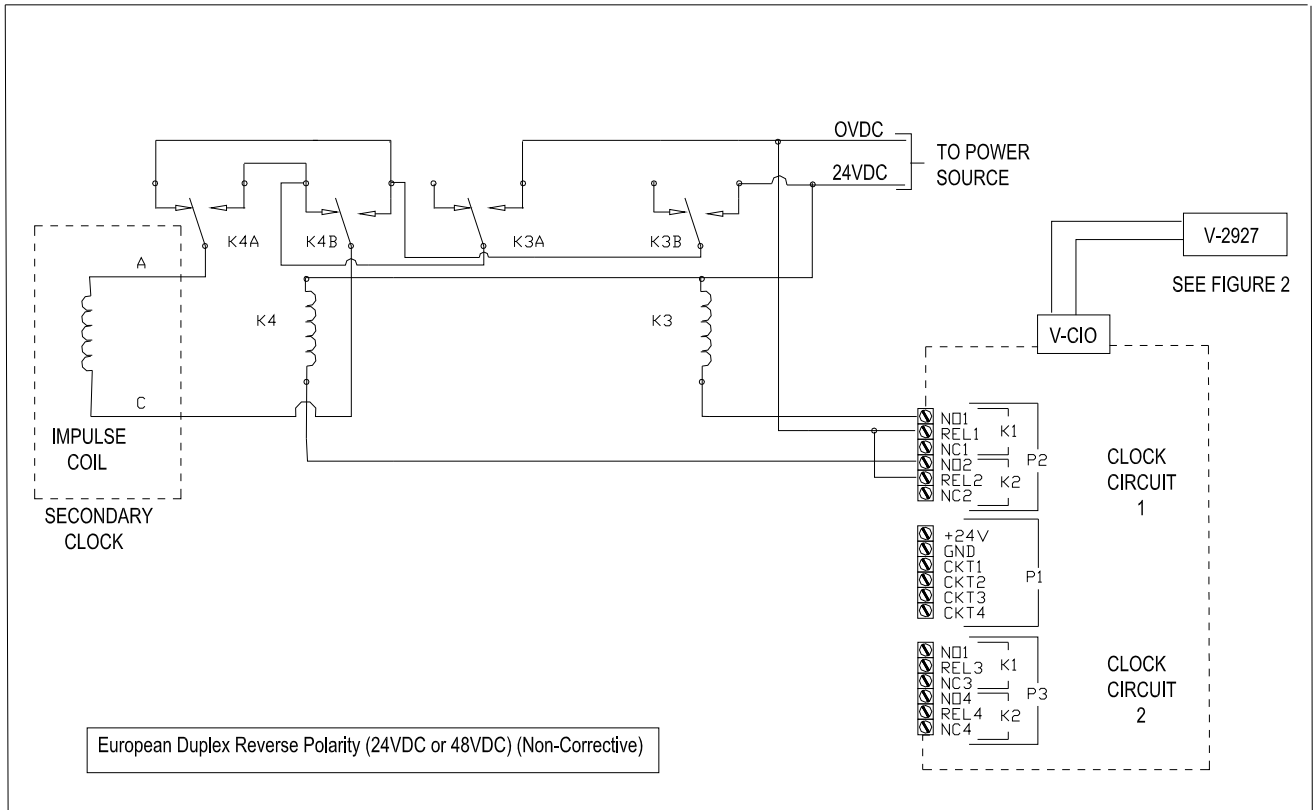 OVDC
24VDC
TO POWER
SOURCE
K4A
K4B
K3A
K3B
V-2927
SEE FIGURE 2
A
K4
K3
V-CIO
C
IMPULSE
COIL
SECONDARY
CLOCK
NO1
REL1
NC1
NO2
REL2
NC2
K1
K2
P2
CLOCK
CIRCUIT
1
+24V
GND
CKT1
CKT2
CKT3
CKT4
P1
NO1
REL3
NC3
NO4
REL4
NC4
K1
K2
P3
CLOCK
CIRCUIT
2
European Duplex Reverse Polarity (24VDC or 48VDC) (Non-Corrective)